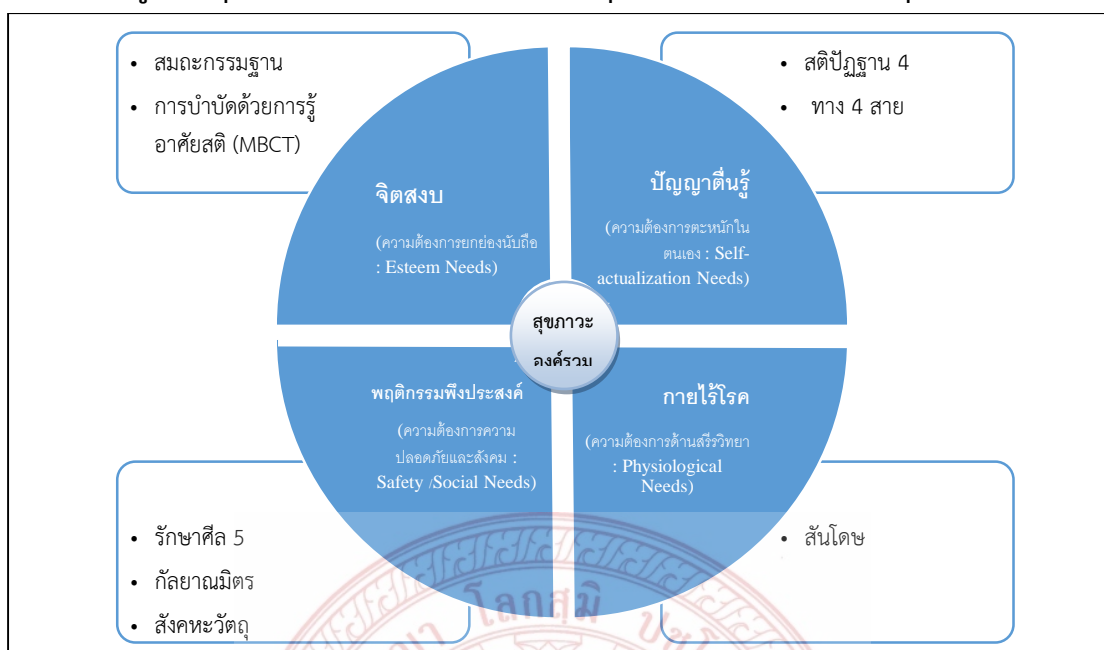 • สมถะกรรมฐาน
• การบำบัดด้วยการรู้
อาศัยสติ (MBCT)
• สติปัฏฐาน 4
• ทาง 4 สาย
จิตสงบ
(ความต้องการยกย่องนับถือ
: Esteem Needs)
ปัญญาตื่นรู้
(ความต้องการตะหนักใน
ตนเอง : Self-
actualization Needs)
สุขภาวะ
องค์รวม
พฤติกรรมพึงประสงค์
(ความต้องการความ
ปลอดภัยและสังคม :
Safety /Social Needs)
กายไร้โรค
(ความต้องการด้านสรีรวิทยา
: Physiological
Needs)
• รักษาศีล 5
• กัลยาณมิตร
• สังคหะวัตถุ
• สันโดษ
โลกสฺมิ